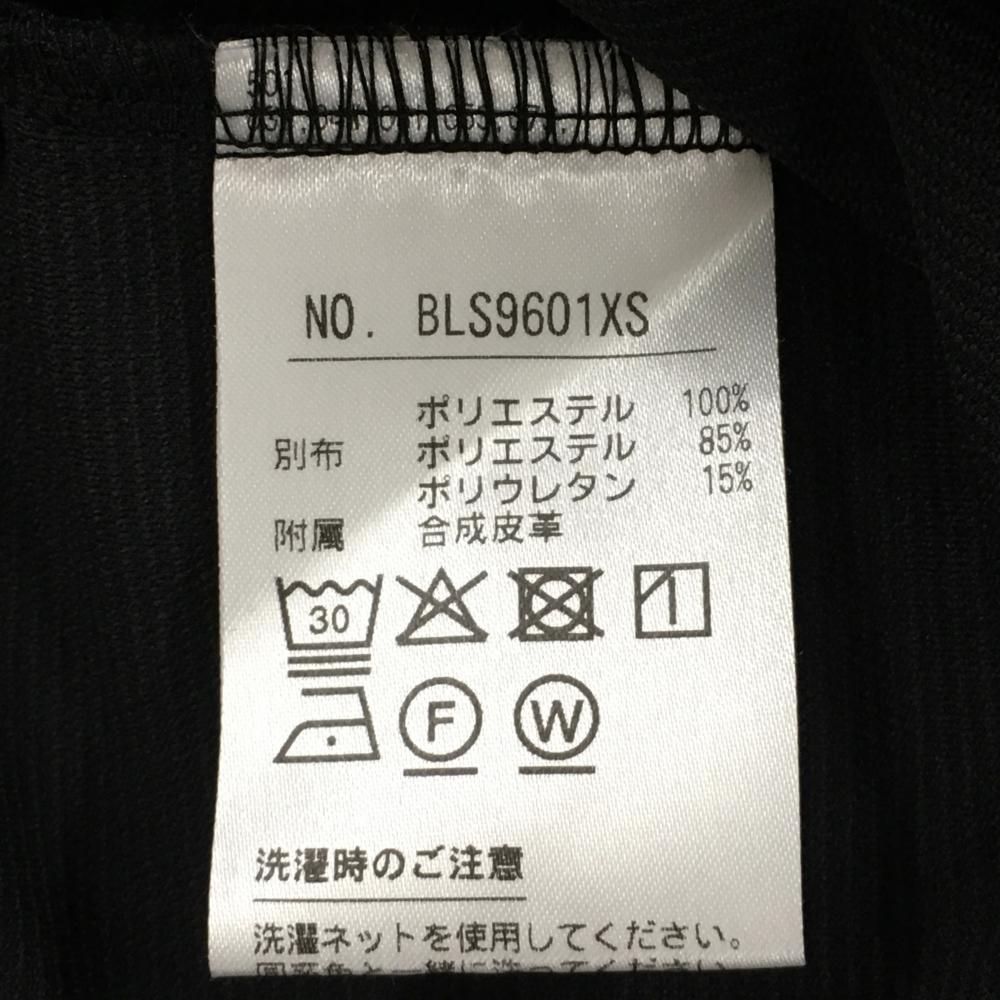 501
NO. BLS9601XS
ポリエステル 100%
別布 ポリエステル 85%
ポリウレタン 15%
附属 合成皮革
30
F W
洗濯時のご注意
洗濯ネットを使用してください。